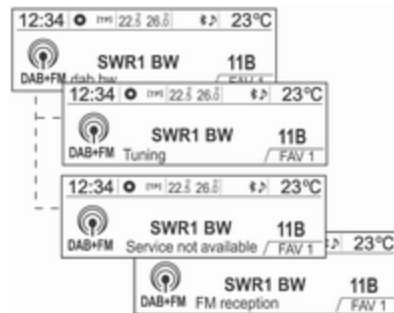 12:34 [TP] 22.5 26.0 23°C
SWR1 BW 11B
DAB+FM dab bw FAV 1
12:34 [TP] 22.5 26.0 23°C
SWR1 BW 11B
DAB+FM Tuning FAV 1
12:34 [TP] 22.5 26.0 23°C
SWR1 BW 11B
DAB+FM Service not available FAV 1
23°C
SWR1 BW 11B
DAB+FM FM reception FAV 1